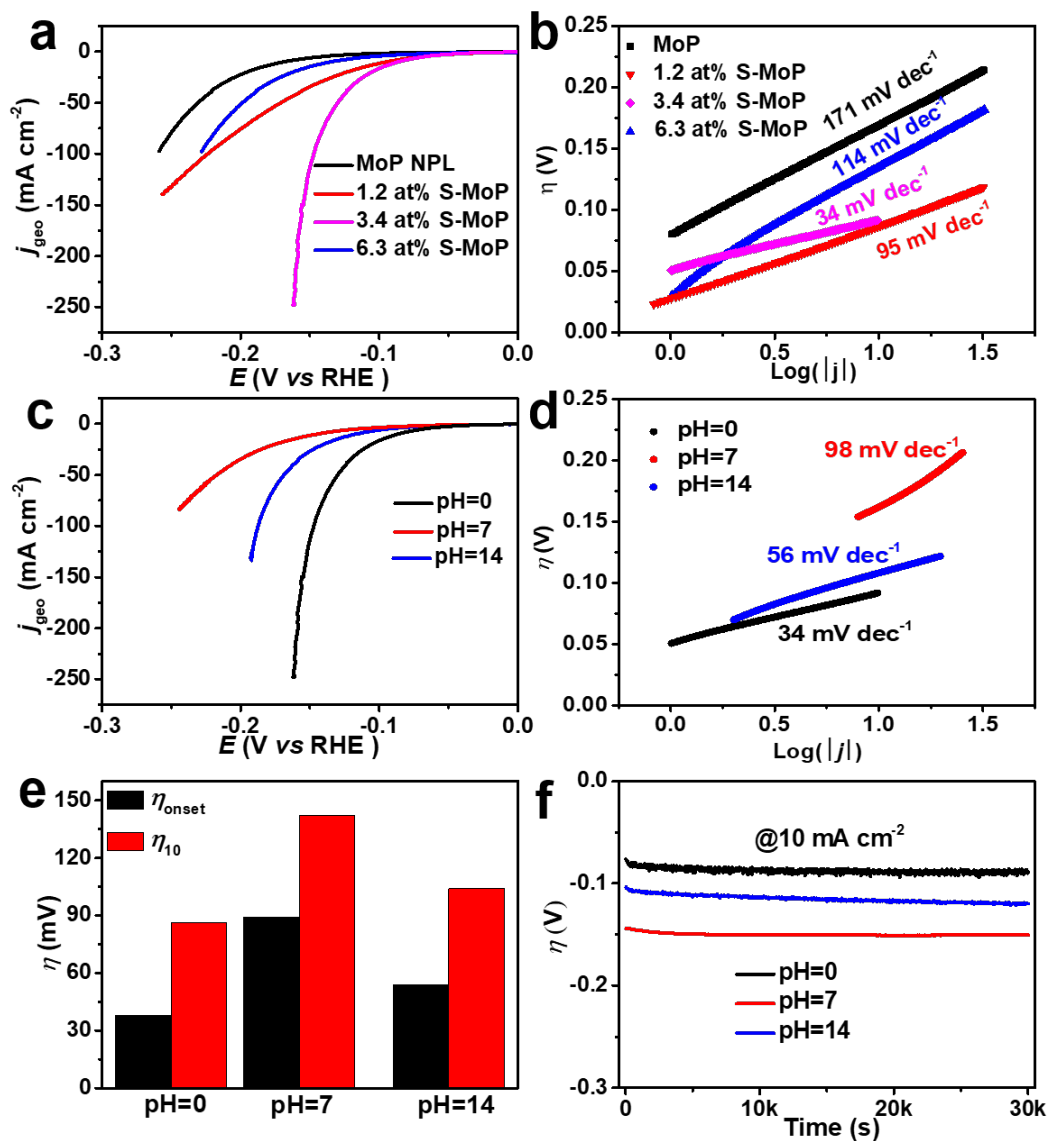 a
0
-50
-100
-150
-200
-250
j_geo (mA cm⁻²)
MoP NPL
1.2 at% S-MoP
3.4 at% S-MoP
6.3 at% S-MoP
-0.3
-0.2
-0.1
0.0
E (V vs RHE )
b
0.25
0.20
0.15
0.10
0.05
0.00
η (V)
MoP
1.2 at% S-MoP
3.4 at% S-MoP
6.3 at% S-MoP
171 mV dec⁻¹
114 mV dec⁻¹
34 mV dec⁻¹
95 mV dec⁻¹
0.0
0.5
1.0
1.5
Log(|j|)
c
0
-50
-100
-150
-200
-250
j_geo (mA cm⁻²)
pH=0
pH=7
pH=14
-0.3
-0.2
-0.1
0.0
E (V vs RHE )
d
0.25
0.20
0.15
0.10
0.05
0.00
η (V)
pH=0
pH=7
pH=14
98 mV dec⁻¹
56 mV dec⁻¹
34 mV dec⁻¹
0.0
0.5
1.0
1.5
Log(|j|)
e
150
120
90
60
30
0
η (mV)
η_onset
η_10
pH=0
pH=7
pH=14
f
0.0
-0.1
-0.2
-0.3
η (V)
@10 mA cm⁻²
pH=0
pH=7
pH=14
0
10k
20k
30k
Time (s)